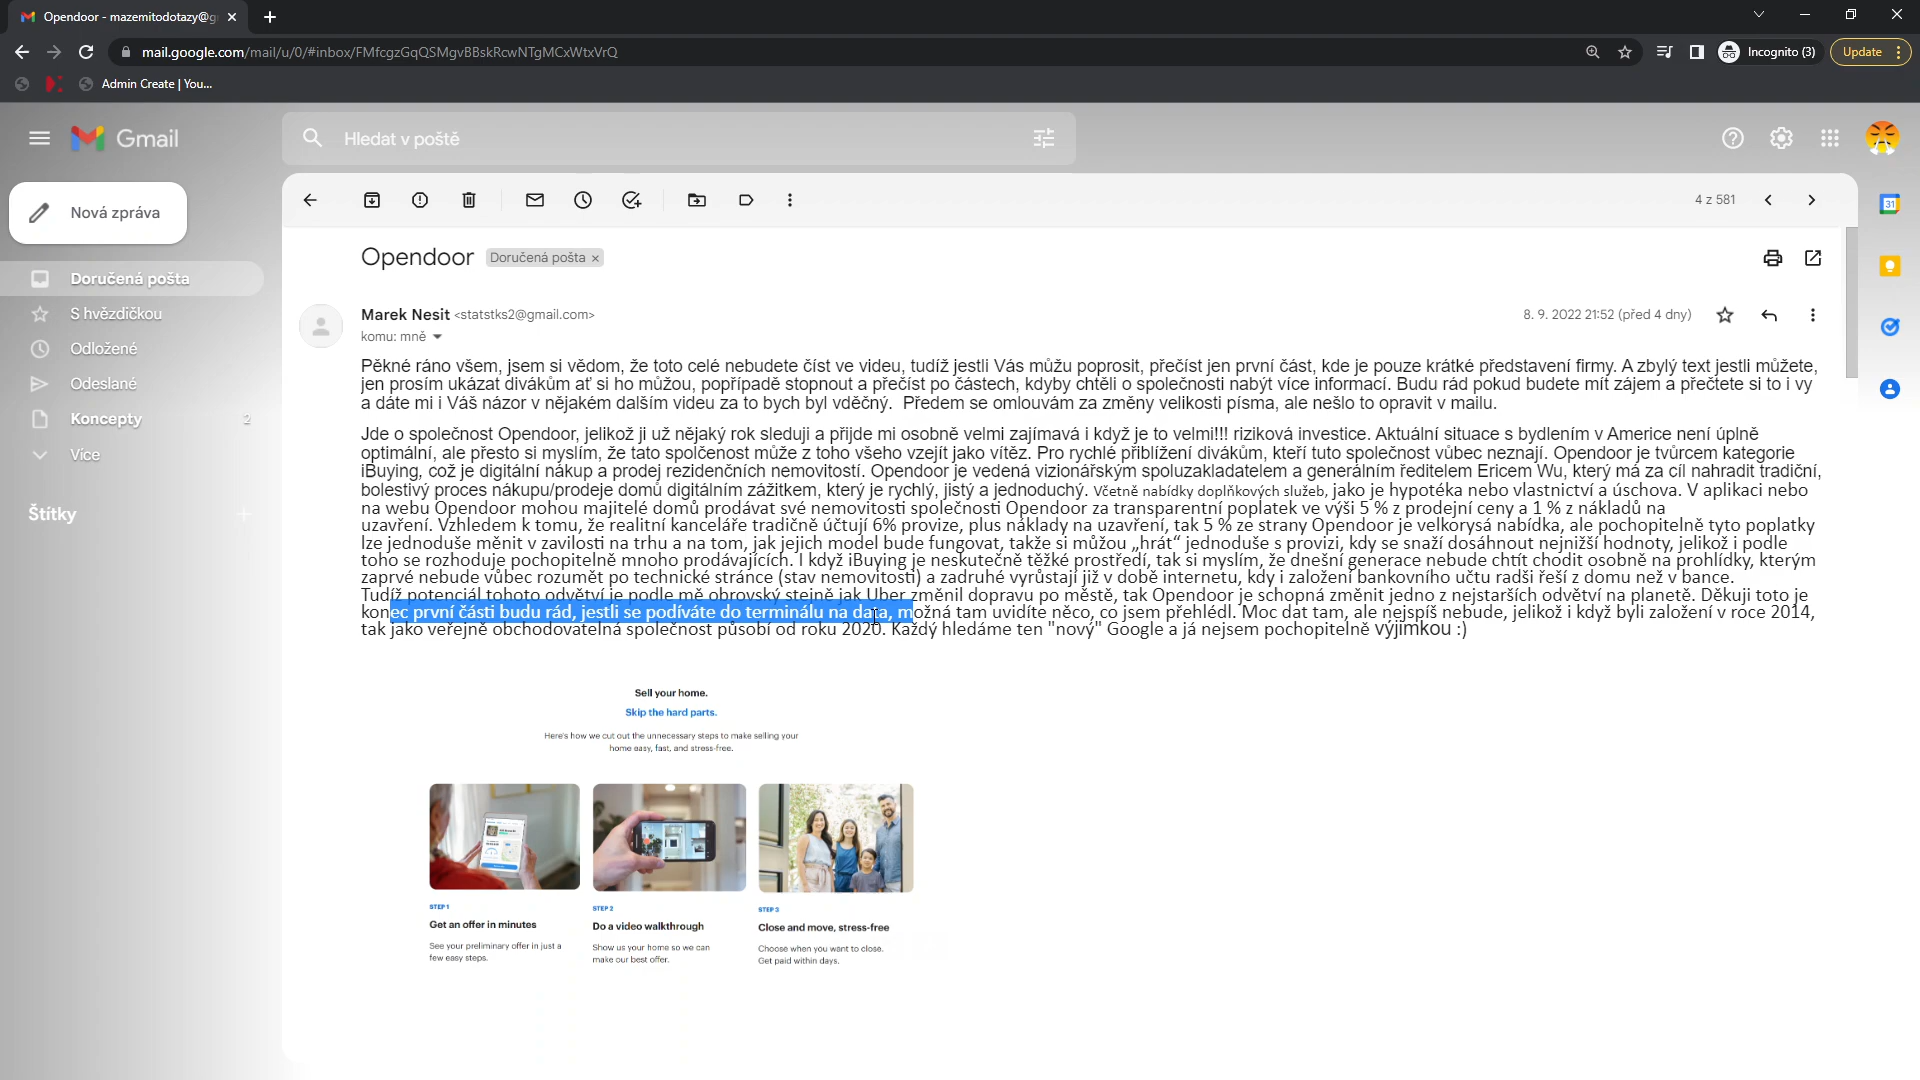 Opendoor - mazemitodotazy@g
mail.google.com/mail/u/0/#inbox/FMfcgzGqQSMgvBBskRcwNTgMCxWtxVrQ
Incognito (3)
Update
Admin Create | You...
Gmail
Hledat v poště
Nová zpráva
4 z 581
Doručená pošta
S hvězdičkou
Odložené
Odeslané
Koncepty 2
Více
Štítky
Opendoor Doručená pošta
Marek Nesit <statstks2@gmail.com>
8. 9. 2022 21:52 (před 4 dny)
komu: mně
Pěkné ráno všem, jsem si vědom, že toto celé nebudete číst ve videu, tudíž jestli Vás můžu poprosit, přečíst jen první část, kde je pouze krátké představení firmy. A zbylý text jestli můžete,
jen prosím ukázat divákům ať si ho můžou, popřípadě stopnout a přečíst po částech, kdyby chtěli o společnosti nabýt více informací. Budu rád pokud budete mít zájem a přečtete si to i vy
a dáte mi i Váš názor v nějakém dalším videu za to bych byl vděčný.  Předem se omlouvám za změny velikosti písma, ale nešlo to opravit v mailu.
Jde o společnost Opendoor, jelikož ji už nějaký rok sleduji a přijde mi osobně velmi zajímavá i když je to velmi!!! riziková investice. Aktuální situace s bydlením v Americe není úplně
optimální, ale přesto si myslím, že tato spolčenost může z toho všeho vzejít jako vítěz. Pro rychlé přiblížení divákům, kteří tuto společnost vůbec neznají. Opendoor je tvůrcem kategorie
iBuying, což je digitální nákup a prodej rezidenčních nemovitostí. Opendoor je vedená vizionářským spoluzakladatelem a generálním ředitelem Ericem Wu, který má za cíl nahradit tradiční,
bolestivý proces nákupu/prodeje domů digitálním zážitkem, který je rychlý, jistý a jednoduchý. Včetně nabídky doplňkových služeb, jako je hypotéka nebo vlastnictví a úschova. V aplikaci nebo
na webu Opendoor mohou majitelé domů prodávat své nemovitosti společnosti Opendoor za transparentní poplatek ve výši 5 % z prodejní ceny a 1 % z nákladů na
uzavření. Vzhledem k tomu, že realitní kanceláře tradičně účtují 6% provize, plus náklady na uzavření, tak 5 % ze strany Opendoor je velkorysá nabídka, ale pochopitelně tyto poplatky
lze jednoduše měnit v zavilosti na trhu a na tom, jak jejich model bude fungovat, takže si můžou „hrát“ jednoduše s provizi, kdy se snaží dosáhnout nejnižší hodnoty, jelikož i podle
toho se rozhoduje pochopitelně mnoho prodávajících. I když iBuying je neskutečně těžké prostředí, tak si myslím, že dnešní generace nebude chtít chodit osobně na prohlídky, kterým
zaprvé nebude vůbec rozumět po technické stránce (stav nemovitosti) a zadruhé vyrůstají již v době internetu, kdy i založení bankovního učtu radši řeší z domu než v bance.
Tudíž potenciál tohoto odvětví je podle mě obrovský stejně jak Uber změnil dopravu po městě, tak Opendoor je schopná změnit jedno z nejstarších odvětví na planetě. Děkuji toto je
konec první části budu rád, jestli se podíváte do terminálu na data, možná tam uvidíte něco, co jsem přehlédl. Moc dat tam, ale nejspíš nebude, jelikož i když byli založení v roce 2014,
tak jako veřejně obchodovatelná společnost působí od roku 2020. Každý hledáme ten "nový" Google a já nejsem pochopitelně výjimkou :)
Sell your home.
Skip the hard parts.
Here's how we cut out the unnecessary steps to make selling your
home easy, fast, and stress-free.
STEP 1
Get an offer in minutes
See your preliminary offer in just a
few easy steps.
STEP 2
Do a video walkthrough
Show us your home so we can
make our best offer.
STEP 3
Close and move, stress-free
Choose when you want to close.
Get paid within days.
31